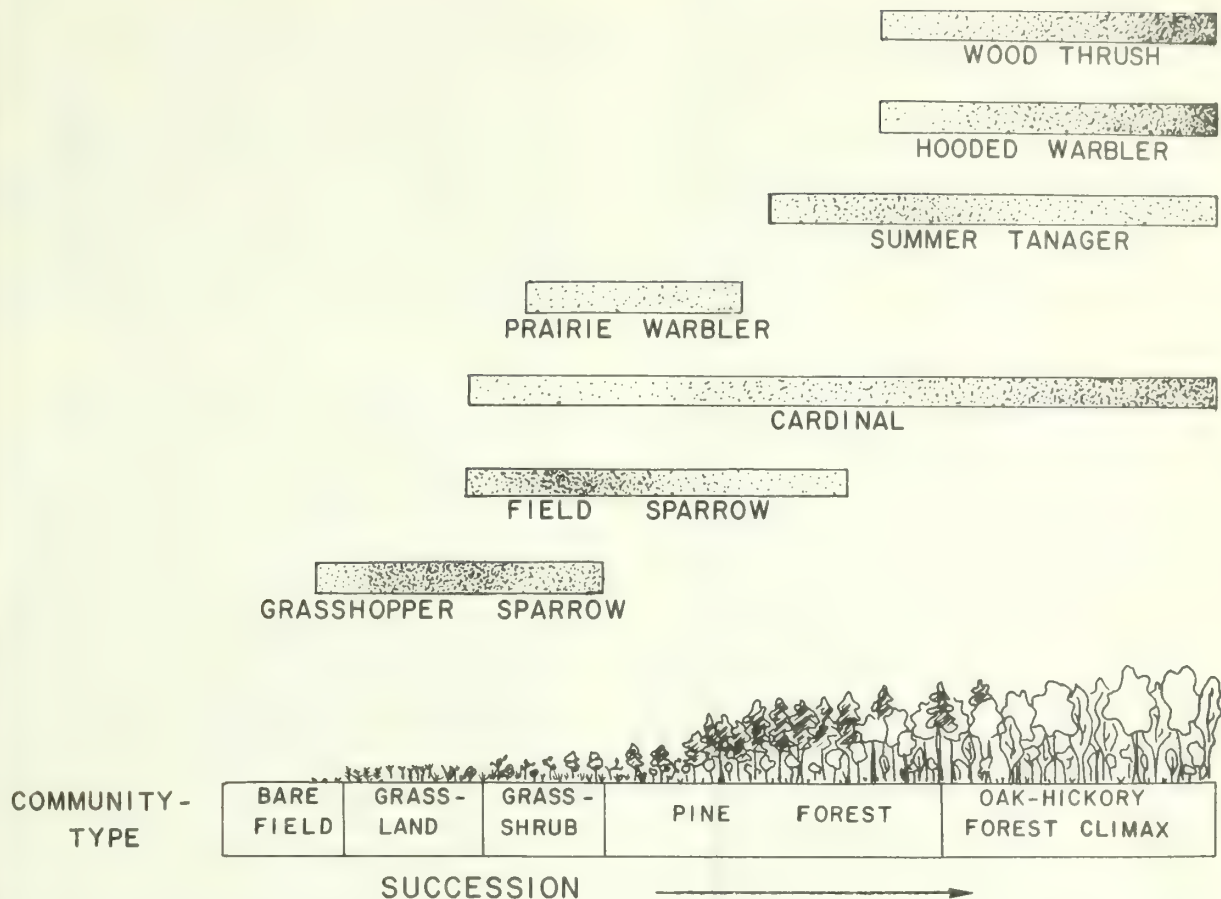 WOOD THRUSH
HOODED WARBLER
SUMMER TANAGER
PRAIRIE WARBLER
CARDINAL
FIELD SPARROW
GRASSHOPPER SPARROW
COMMUNITY-
TYPE
BARE
FIELD
GRASS-
LAND
GRASS-
SHRUB
PINE FOREST
OAK-HICKORY
FOREST CLIMAX
SUCCESSION